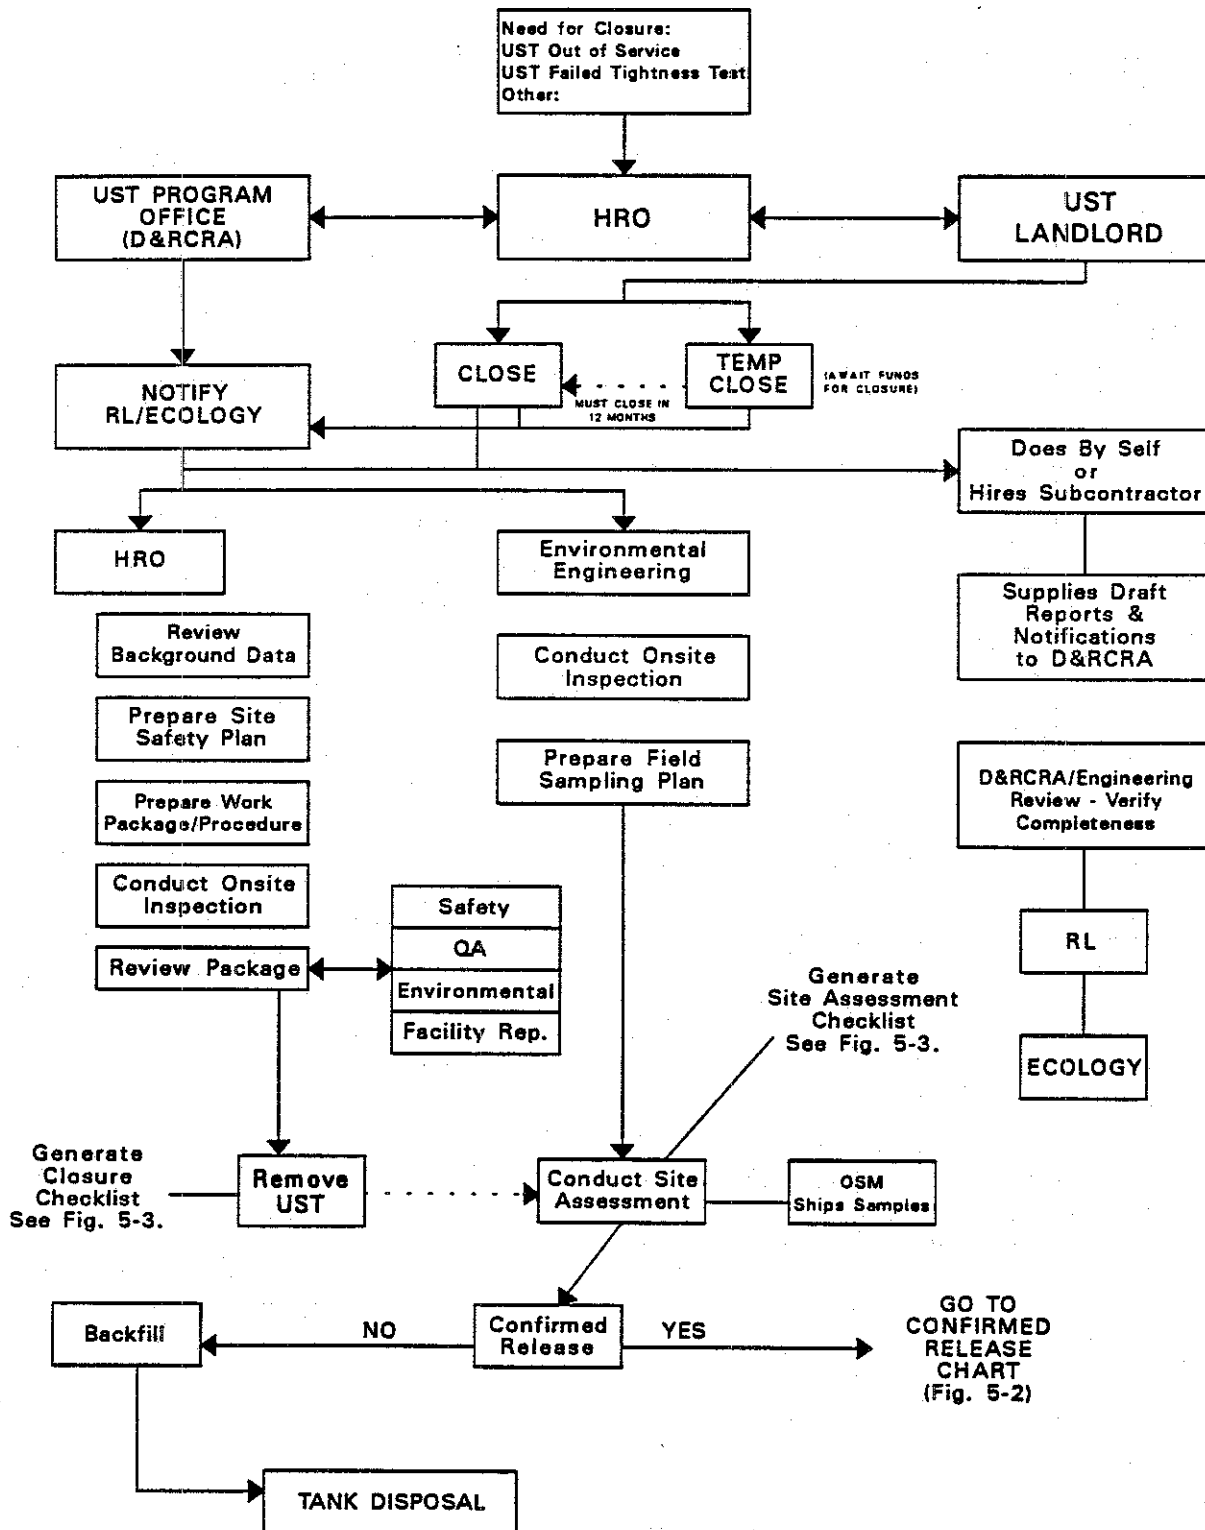 Need for Closure:
UST Out of Service
UST Failed Tightness Test
Other:
UST PROGRAM
OFFICE
(D&RCRA)
HRO
UST
LANDLORD
NOTIFY
RL/ECOLOGY
CLOSE
TEMP
CLOSE
(AWAIT FUNDS
FOR CLOSURE)
MUST CLOSE IN
12 MONTHS
Does By Self
or
Hires Subcontractor
HRO
Environmental
Engineering
Supplies Draft
Reports &
Notifications
to D&RCRA
Review
Background Data
Conduct Onsite
Inspection
Prepare Site
Safety Plan
Prepare Field
Sampling Plan
D&RCRA/Engineering
Review - Verify
Completeness
Prepare Work
Package/Procedure
Conduct Onsite
Inspection
Review Package
Safety
QA
Environmental
Facility Rep.
RL
Generate
Site Assessment
Checklist
See Fig. 5-3.
ECOLOGY
Generate
Closure
Checklist
See Fig. 5-3.
Remove
UST
Conduct Site
Assessment
OSM
Ships Samples
Backfill
NO
Confirmed
Release
YES
GO TO
CONFIRMED
RELEASE
CHART
(Fig. 5-2)
TANK DISPOSAL